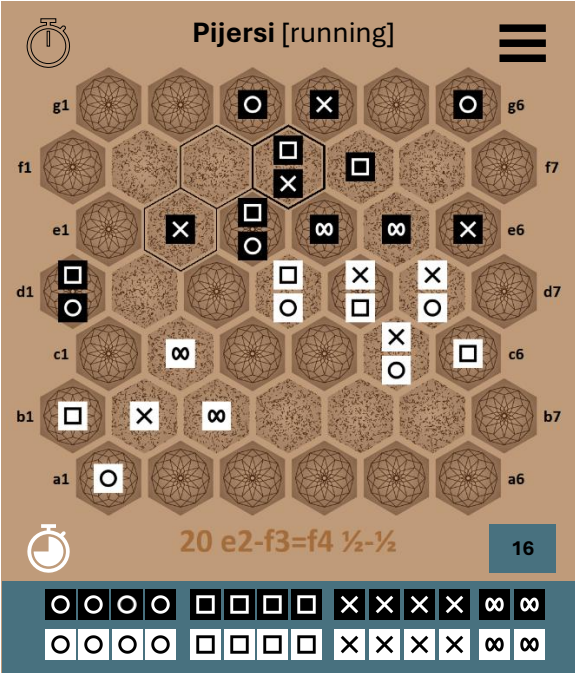 Pijersi [running]
g1 g6
f1 f7
e1 e6
d1 d7
c1 c6
b1 b7
a1 a6
20 e2-f3=f4 ½-½
16